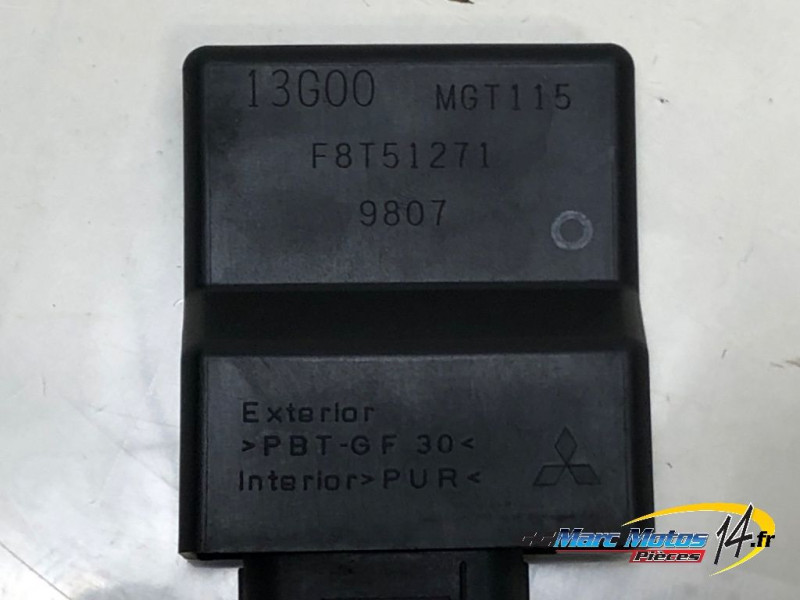 13G00 MGT115
F8T51271
9807
Exterior
>PBT-GF 30<
Interior>PUR<
Marc Motos 14.fr
Pièces